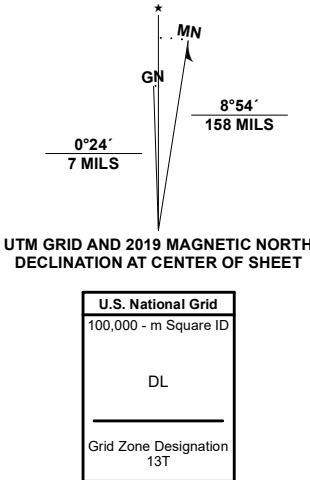 ★
MN
GN
8°54´
158 MILS
0°24´
7 MILS
UTM GRID AND 2019 MAGNETIC NORTH
DECLINATION AT CENTER OF SHEET
U.S. National Grid
100,000 - m Square ID
DL
Grid Zone Designation
13T